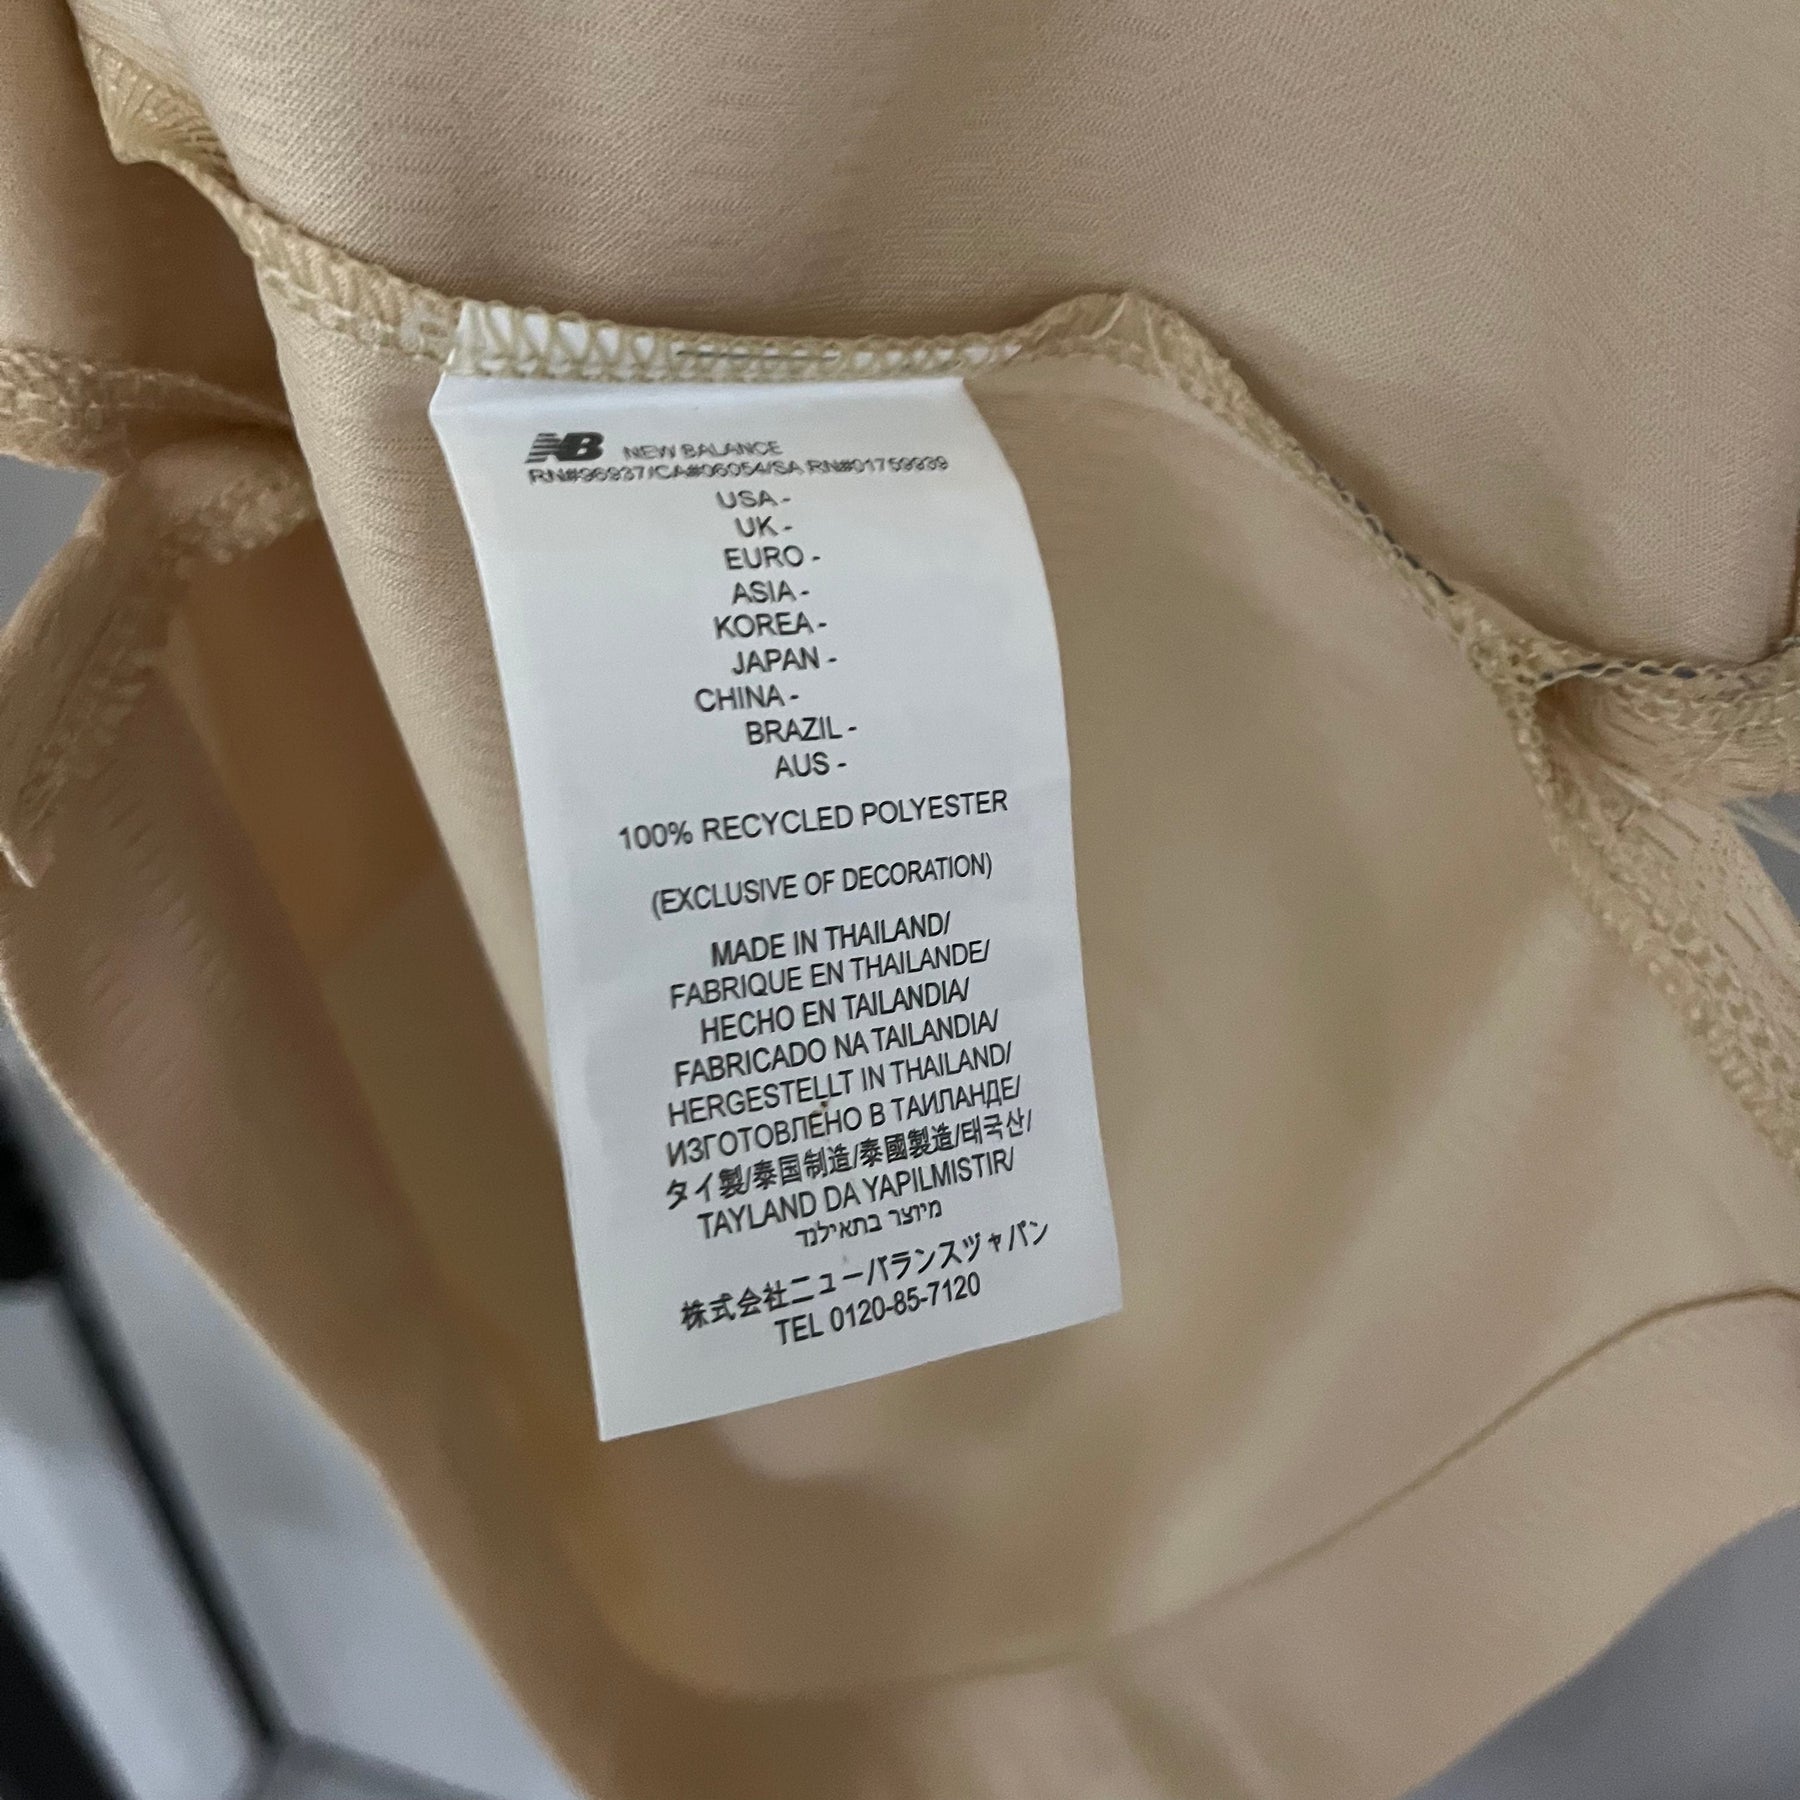 NB NEW BALANCE
RN#96937/CA#06054/SA RN#01759939
USA -
UK -
EURO -
ASIA -
KOREA -
JAPAN -
CHINA -
BRAZIL -
AUS -
100% RECYCLED POLYESTER
(EXCLUSIVE OF DECORATION)
MADE IN THAILAND/
FABRIQUE EN THAILANDE/
HECHO EN TAILANDIA/
FABRICADO NA TAILANDIA/
HERGESTELLT IN THAILAND/
ИЗГОТОВЛЕНО В ТАИЛАНДЕ/
タイ製/泰国制造/泰國製造/태국산/
TAYLAND DA YAPILMISTIR/
מיוצר בתאילנד
株式会社ニューバランスジャパン
TEL 0120-85-7120